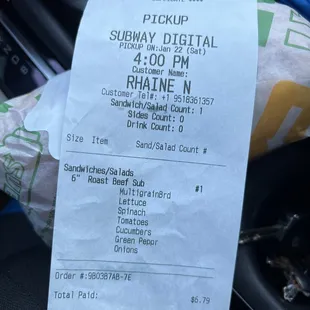 PICKUP
SUBWAY DIGITAL
PICKUP ON:Jan 22 (Sat)
4:00 PM
Customer Name:
RHAINE N
Customer Tel#: +1 9518361357
Sandwich/Salad Count: 1
Sides Count: 0
Drink Count: 0
Size Item Sand/Salad Count #
Sandwiches/Salads
6" Roast Beef Sub #1
MultigrainBrd
Lettuce
Spinach
Tomatoes
Cucumbers
Green Peppr
Onions
Order #:9B03B7AB-7E
Total Paid: $6.79